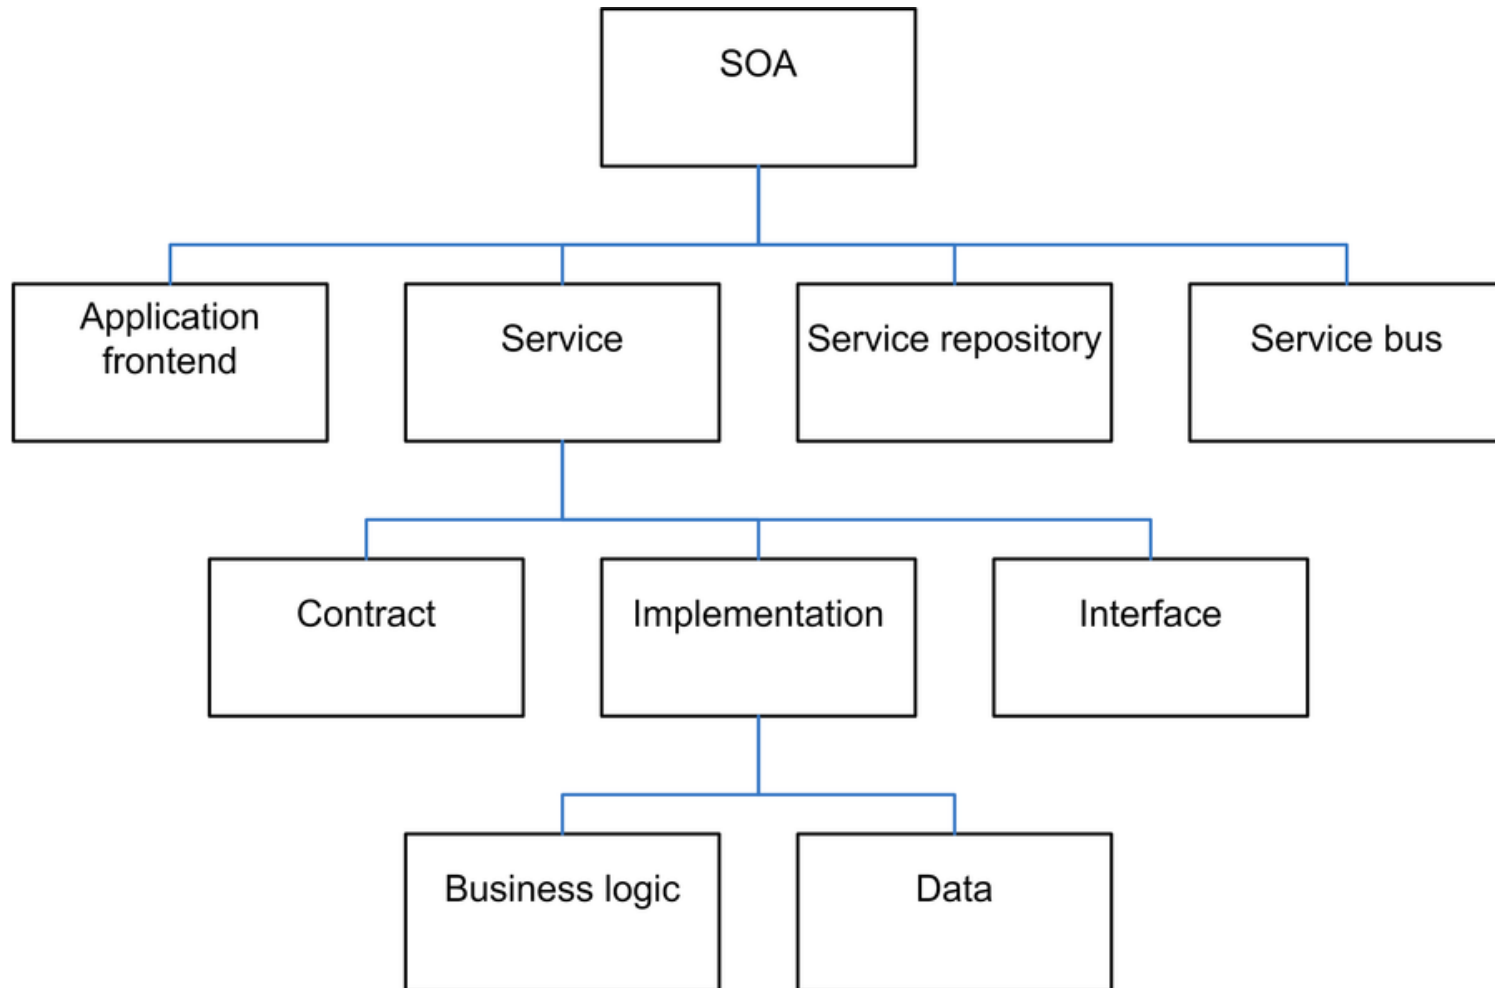 SOA
Application
frontend
Service
Service repository
Service bus
Contract
Implementation
Interface
Business logic
Data